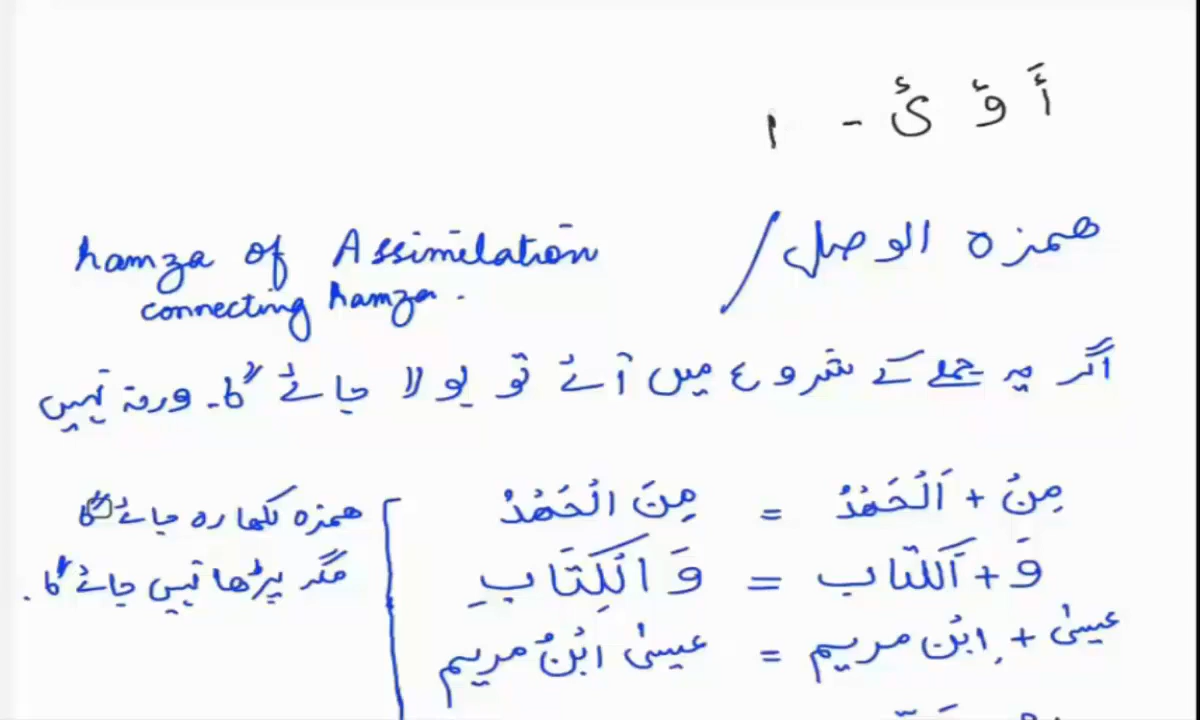 أَ ؤ ئ - ا
همزہ الوصل / hamza of Assimilation
connecting hamza.
اگر یہ جملے کے شروع میں آئے تو بولا جائے گا۔ ورنہ نہیں
مِنْ + اَلْحَمْدُ = مِنَ الْحَمْدُ
وَ + اَلكتَاب = وَ الْكِتَابِ
عیسیٰ + اِبْن مریم = عیسیٰ ابْنُ مریم
ھمزہ لکھا رہ جائے گا
مگر پڑھا نہیں جائے گا.